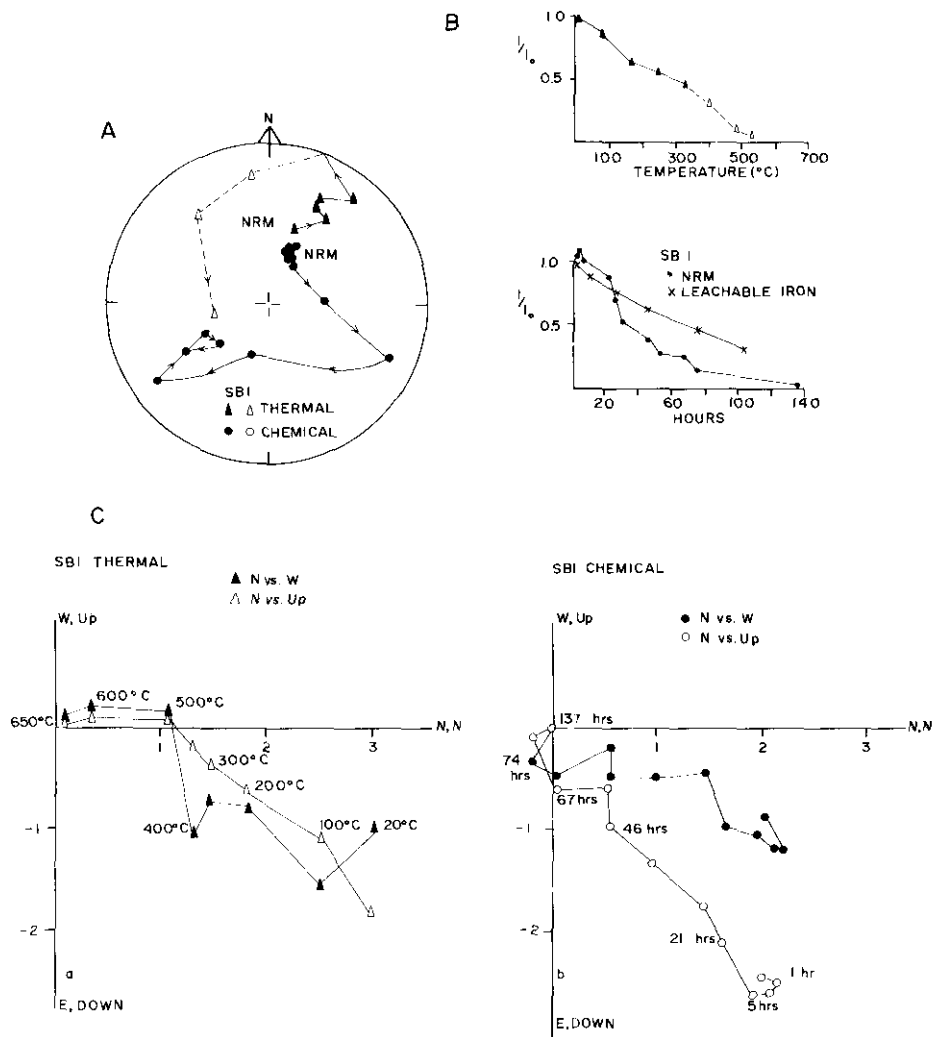 B
1.0
I/I₀
0.5
100 300 500 700
TEMPERATURE (°C)
A
N
NRM
NRM
SBI
▲ △ THERMAL
● ○ CHEMICAL
SBI
NRM
× LEACHABLE IRON
1.0
I/I₀
0.5
20 60 100 140
HOURS
C
SBI THERMAL
▲ N vs. W
△ N vs. Up
W, Up
600°C
500°C
650°C
N, N
1 2 3
300°C
200°C
400°C
100°C
20°C
-1
-2
a
E, DOWN
SBI CHEMICAL
● N vs. W
○ N vs. Up
W, Up
137 hrs
N, N
1 2 3
74 hrs
67 hrs
46 hrs
-1
21 hrs
-2
1 hr
5 hrs
b
E, DOWN